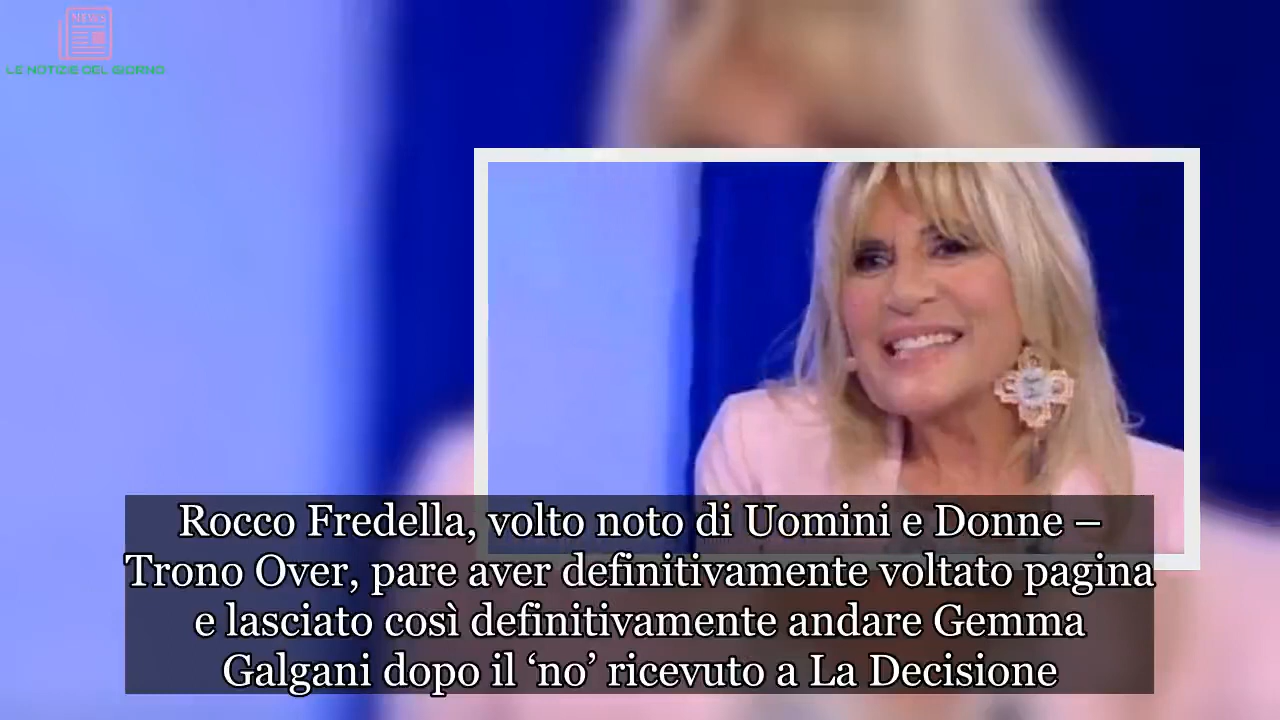 NEWS
LE NOTIZIE DEL GIORNO
Rocco Fredella, volto noto di Uomini e Donne –
Trono Over, pare aver definitivamente voltato pagina
e lasciato così definitivamente andare Gemma
Galgani dopo il ‘no’ ricevuto a La Decisione